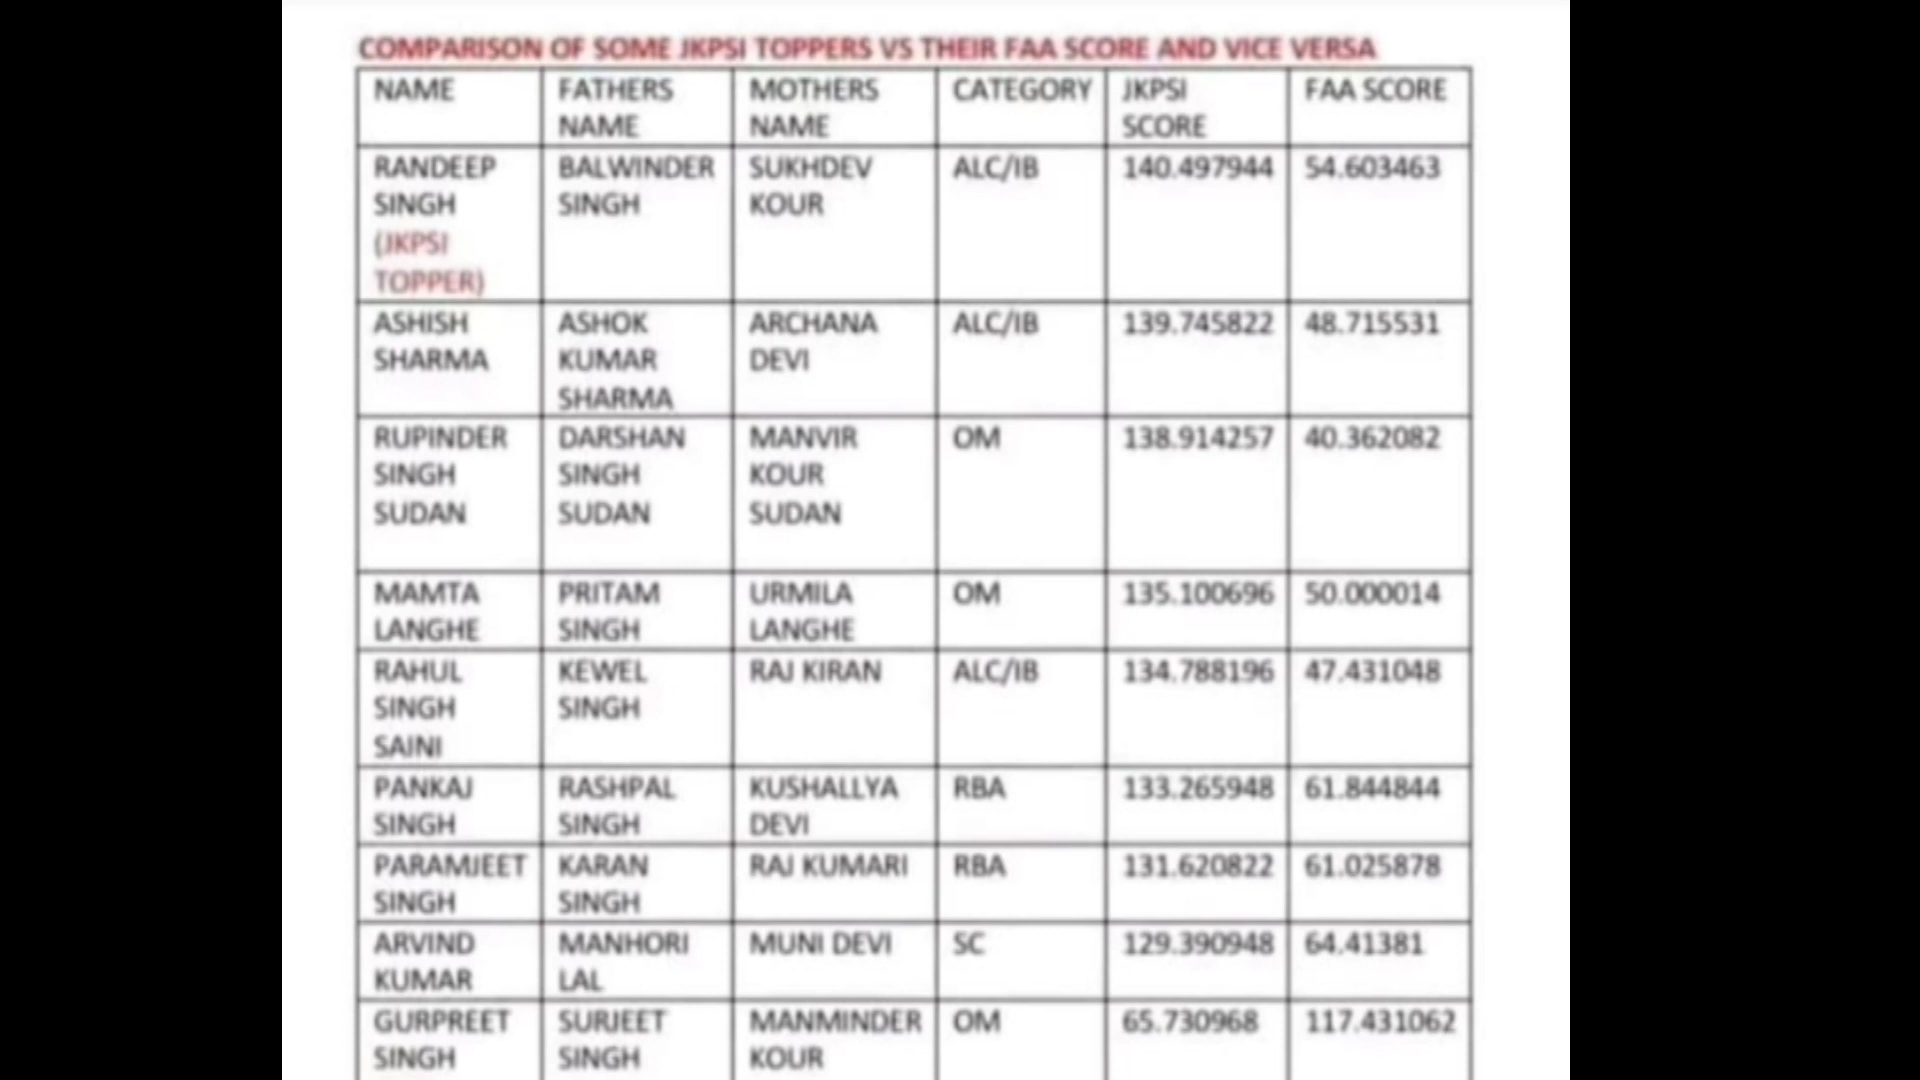 COMPARISON OF SOME JKPSI TOPPERS VS THEIR FAA SCORE AND VICE VERSA
NAME FATHERS MOTHERS CATEGORY JKPSI FAA SCORE
NAME NAME SCORE
RANDEEP BALWINDER SUKHDEV ALC/IB 140.497944 54.603463
SINGH SINGH KOUR
(JKPSI
TOPPER)
ASHISH ASHOK ARCHANA ALC/IB 139.745822 48.715531
SHARMA KUMAR DEVI
SHARMA
RUPINDER DARSHAN MANVIR OM 138.914257 40.362082
SINGH SINGH KOUR
SUDAN SUDAN SUDAN
MAMTA PRITAM URMILA OM 135.100696 50.000014
LANGHE SINGH LANGHE
RAHUL KEWEL RAJ KIRAN ALC/IB 134.788196 47.431048
SINGH SINGH
SAINI
PANKAJ RASHPAL KUSHALLYA RBA 133.265948 61.844844
SINGH SINGH DEVI
PARAMJEET KARAN RAJ KUMARI RBA 131.620822 61.025878
SINGH SINGH
ARVIND MANHORI MUNI DEVI SC 129.390948 64.41381
KUMAR LAL
GURPREET SURJEET MANMINDER OM 65.730968 117.431062
SINGH SINGH KOUR